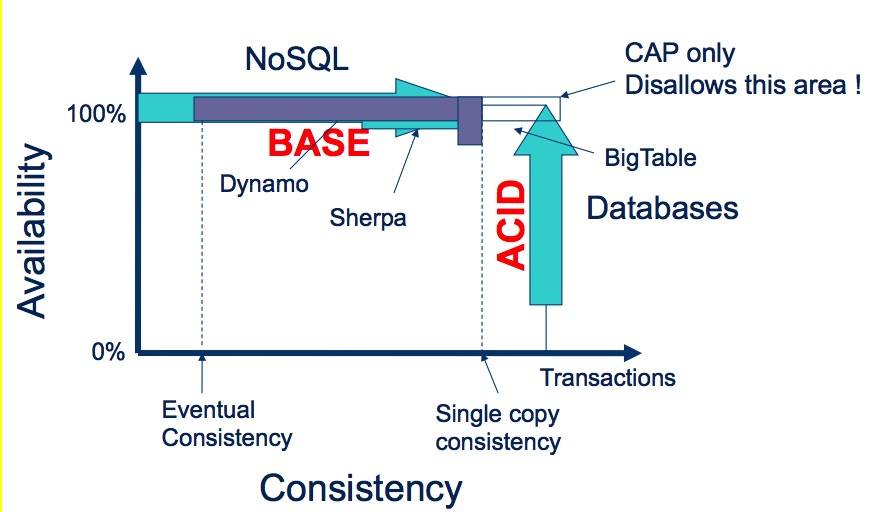 NoSQL
CAP only
Disallows this area !
100%
BASE
BigTable
Dynamo
Sherpa
ACID
Databases
Availability
0%
Transactions
Eventual
Consistency
Single copy
consistency
Consistency